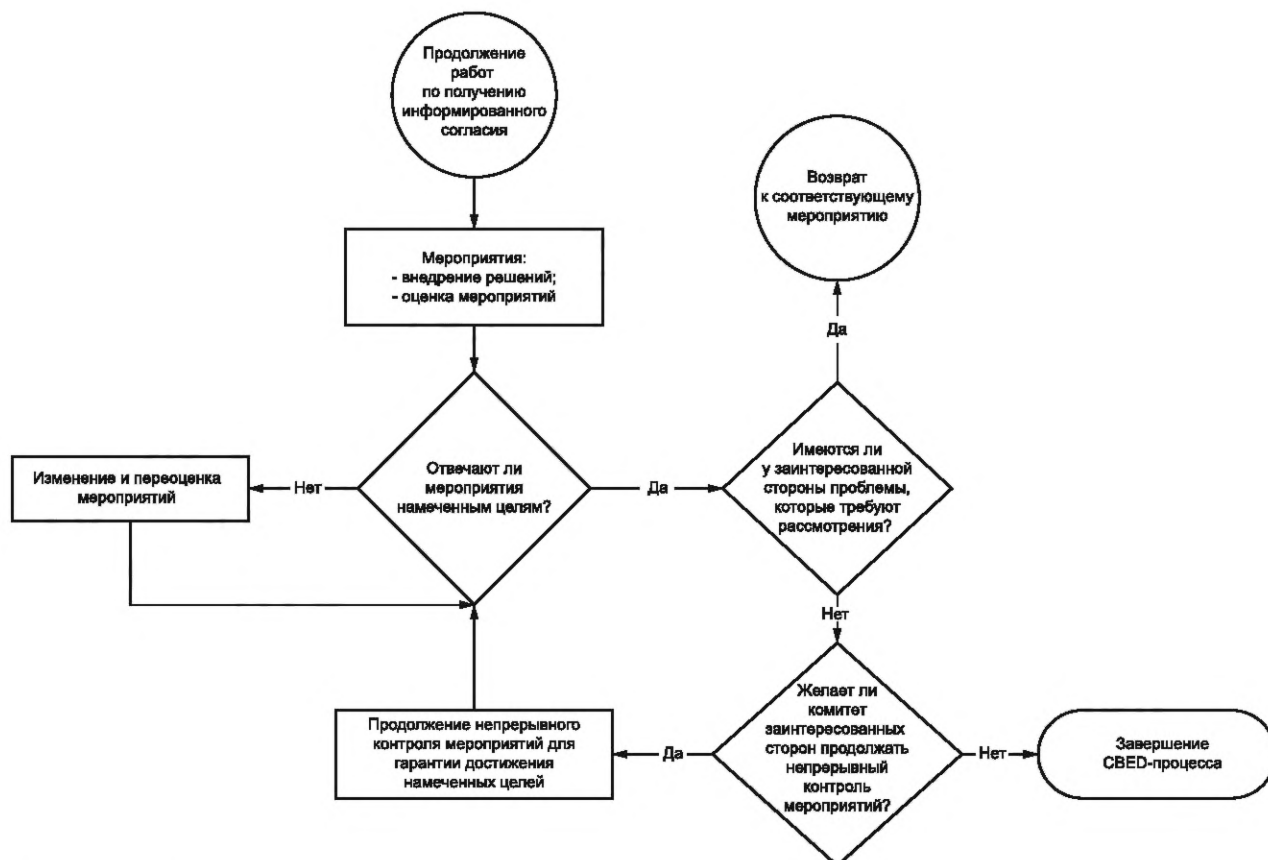 Продолжение
работ
по получению
информированного
согласия
Возврат
к соответствующему
мероприятию
Мероприятия:
- внедрение решений;
- оценка мероприятий
Да
Изменение и переоценка
мероприятий
Нет
Отвечают ли
мероприятия
намеченным целям?
Да
Имеются ли
у заинтересованной
стороны проблемы,
которые требуют
рассмотрения?
Нет
Продолжение непрерывного
контроля мероприятий для
гарантии достижения
намеченных целей
Да
Желает ли
комитет
заинтересованных
сторон продолжать
непрерывный
контроль
мероприятий?
Нет
Завершение
CBED-процесса